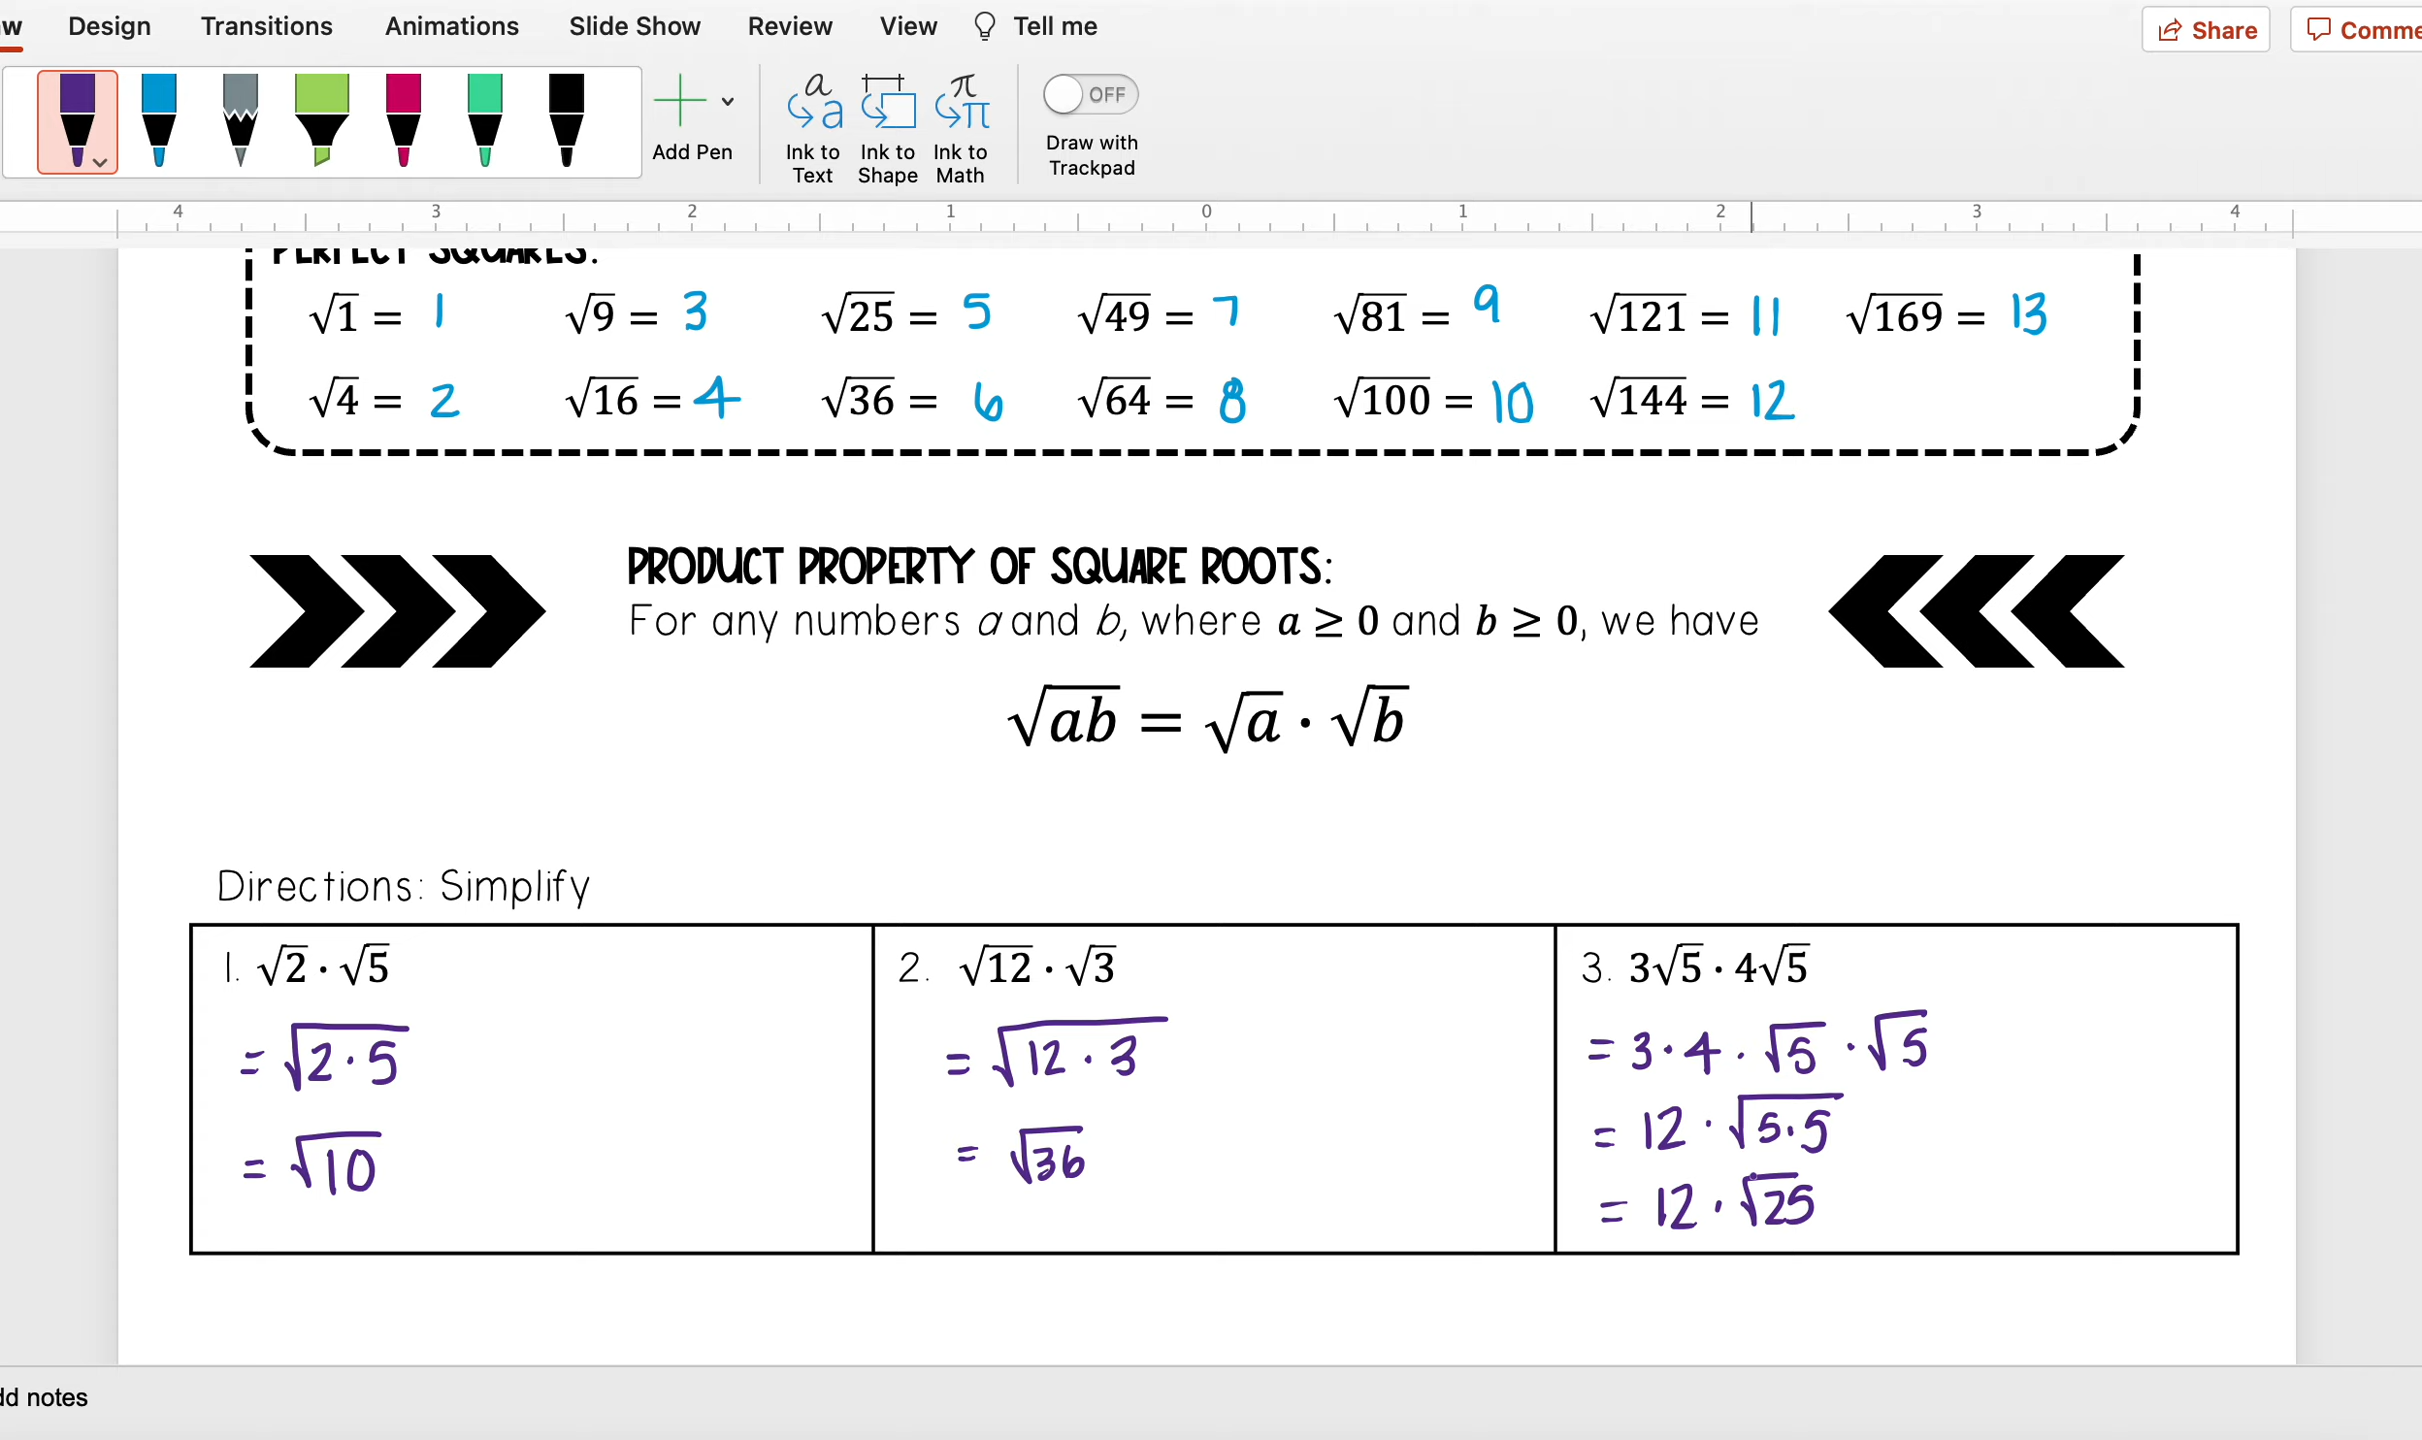 w Design Transitions Animations Slide Show Review View Tell me Share Comme
OFF
Add Pen Ink to Text Ink to Shape Ink to Math Draw with Trackpad
4 3 2 1 0 1 2 3 4
PERFECT SQUARES:
√1 = 1 √9 = 3 √25 = 5 √49 = 7 √81 = 9 √121 = 11 √169 = 13
√4 = 2 √16 = 4 √36 = 6 √64 = 8 √100 = 10 √144 = 12
PRODUCT PROPERTY OF SQUARE ROOTS:
For any numbers a and b, where a ≥ 0 and b ≥ 0, we have
√ab = √a · √b
Directions: Simplify
1. √2 · √5
= √2 · 5
= √10
2. √12 · √3
= √12 · 3
= √36
3. 3√5 · 4√5
= 3 · 4 · √5 · √5
= 12 · √5 · 5
= 12 · √25
dd notes